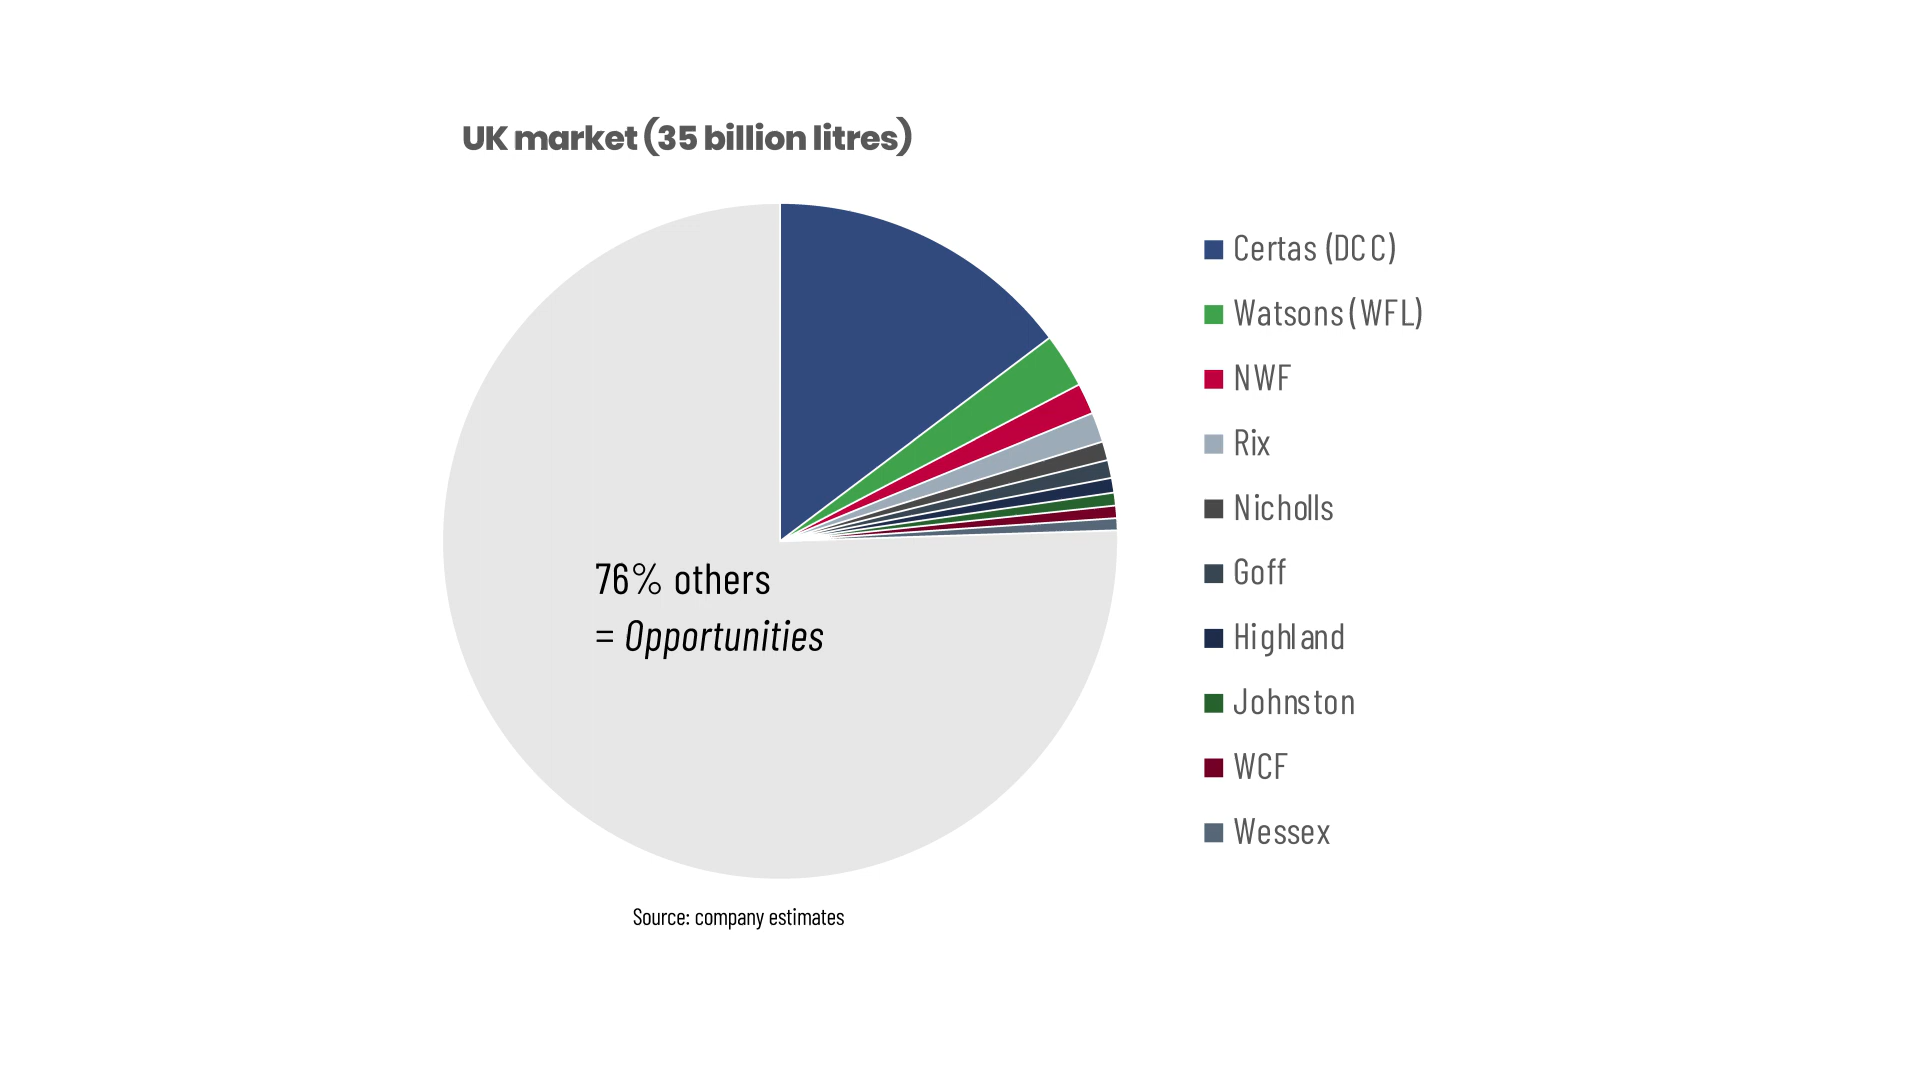 UK market (35 billion litres)
Certas (DCC)
Watsons (WFL)
NWF
Rix
Nicholls
Goff
Highland
Johnston
WCF
Wessex
76% others
= Opportunities
Source: company estimates